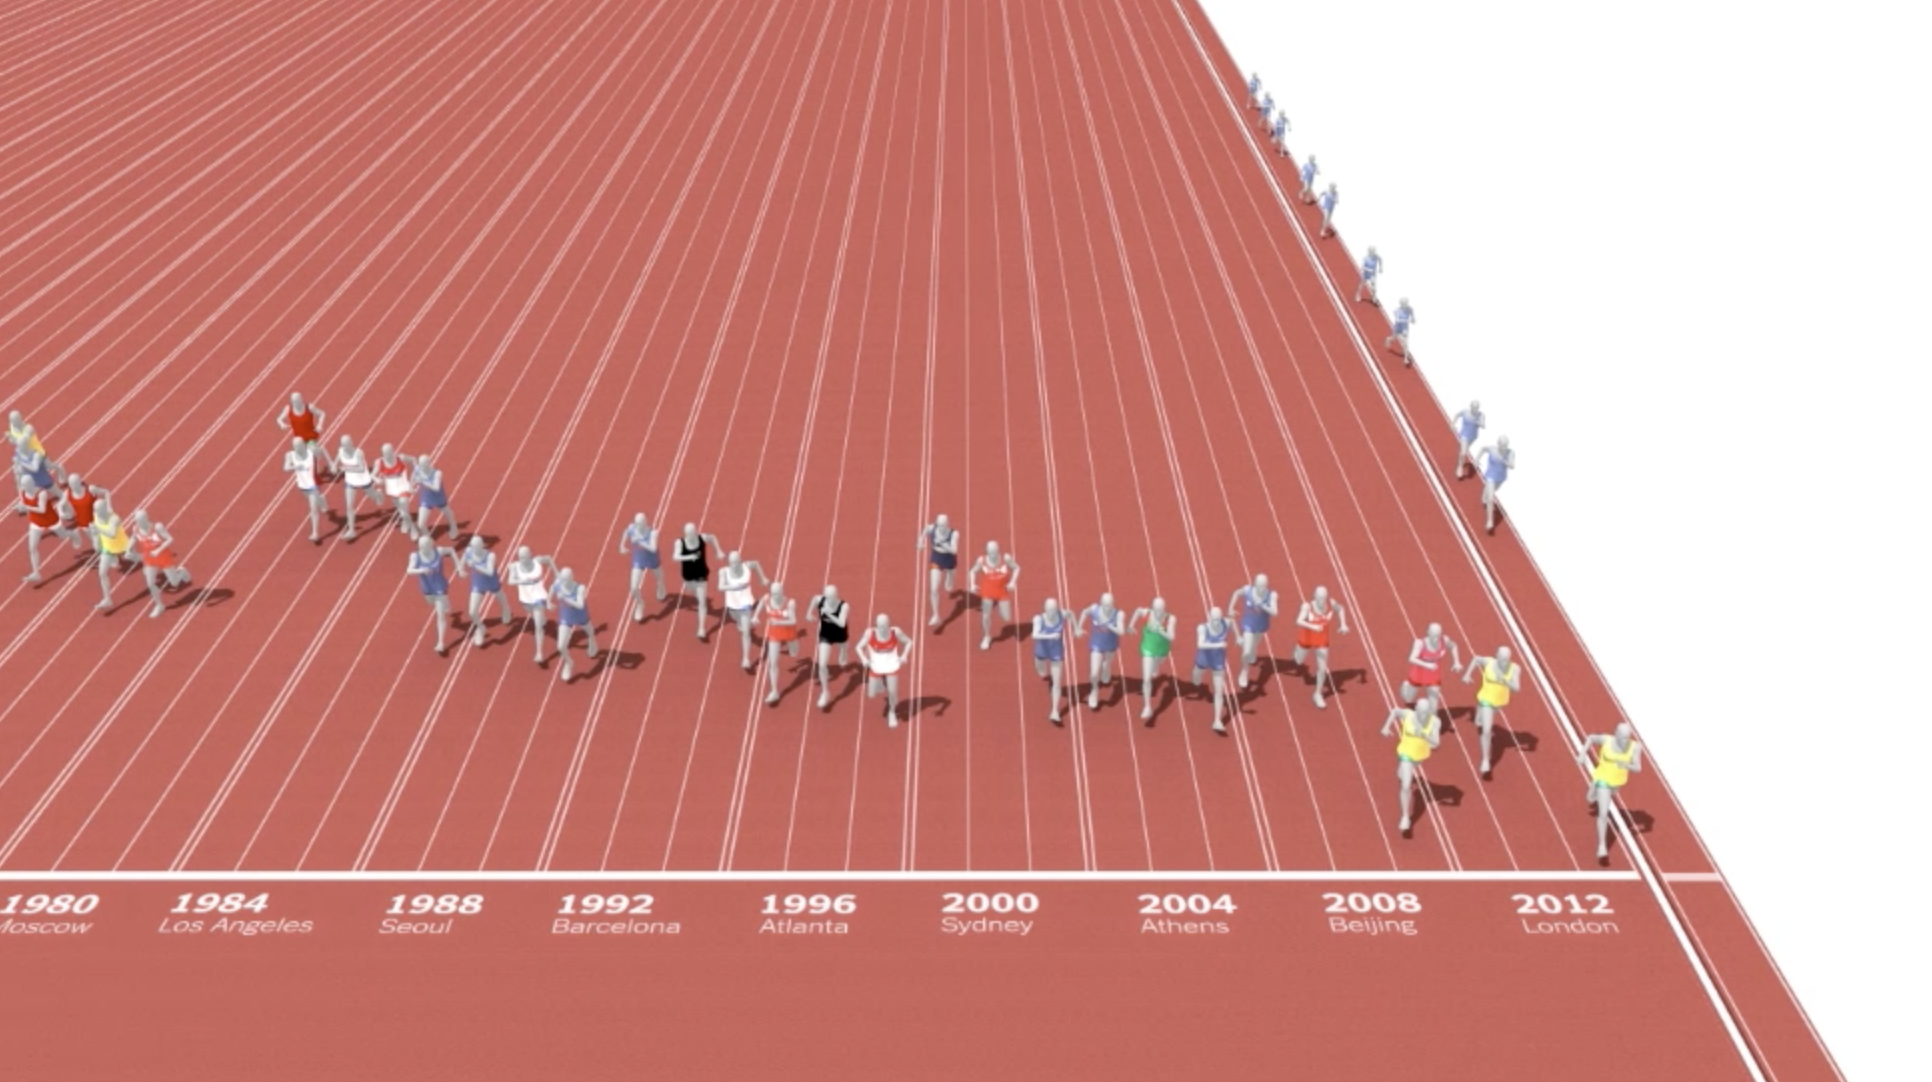 1980
Moscow
1984
Los Angeles
1988
Seoul
1992
Barcelona
1996
Atlanta
2000
Sydney
2004
Athens
2008
Beijing
2012
London